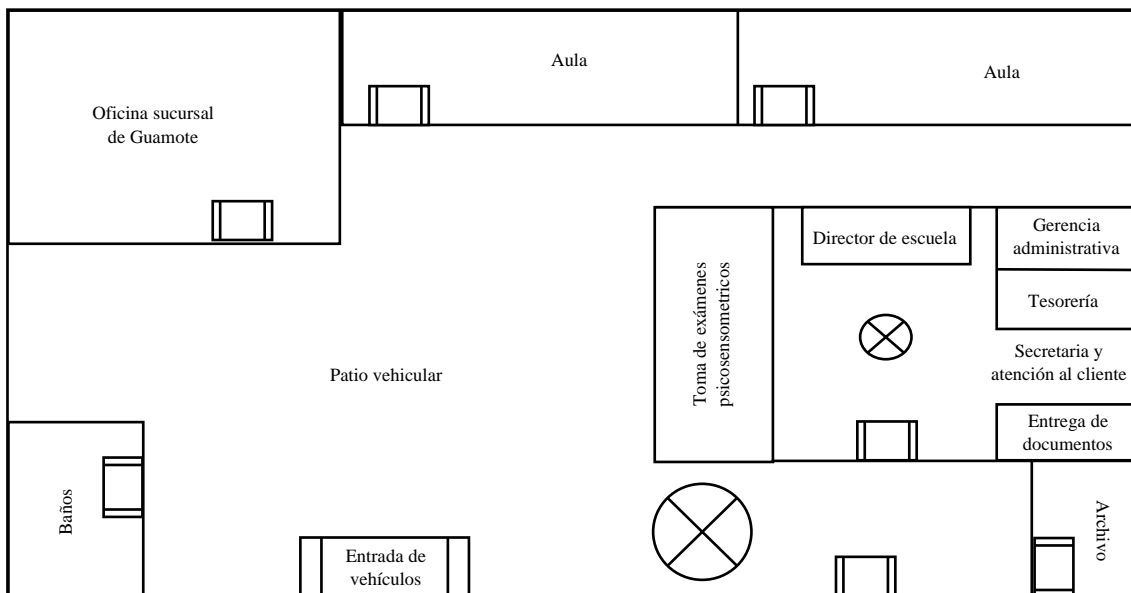 Aula
Aula
Oficina sucursal
de Guamote
Director de escuela
Gerencia
administrativa
Toma de exámenes
psicosensometricos
Tesorería
Secretaria y
atención al cliente
Patio vehicular
Entrega de
documentos
Baños
Archivo
Entrada de
vehículos